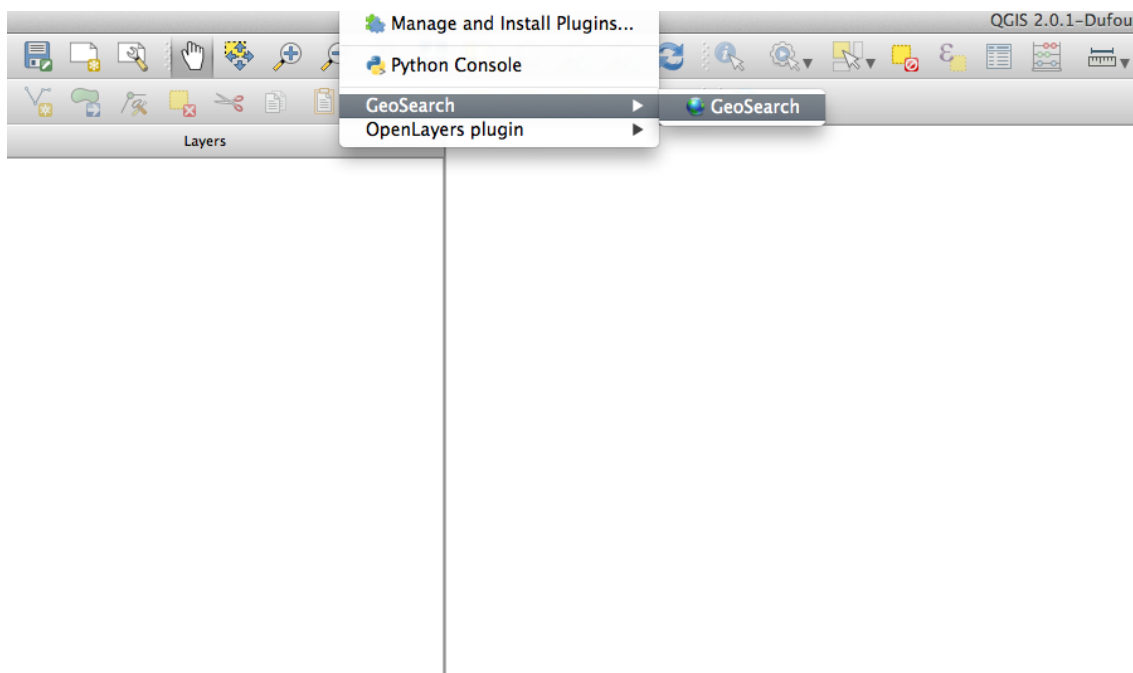 QGIS 2.0.1-Dufou
Manage and Install Plugins...
Python Console
GeoSearch
GeoSearch
OpenLayers plugin
Layers